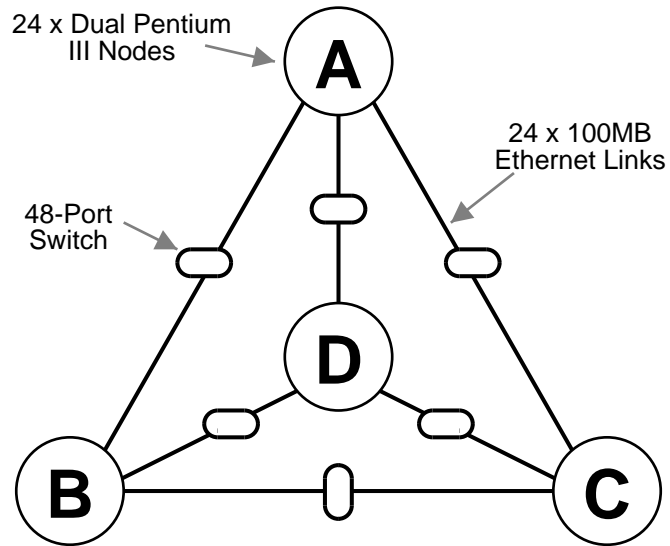 24 x Dual Pentium
III Nodes
A
24 x 100MB
Ethernet Links
48-Port
Switch
D
B
C